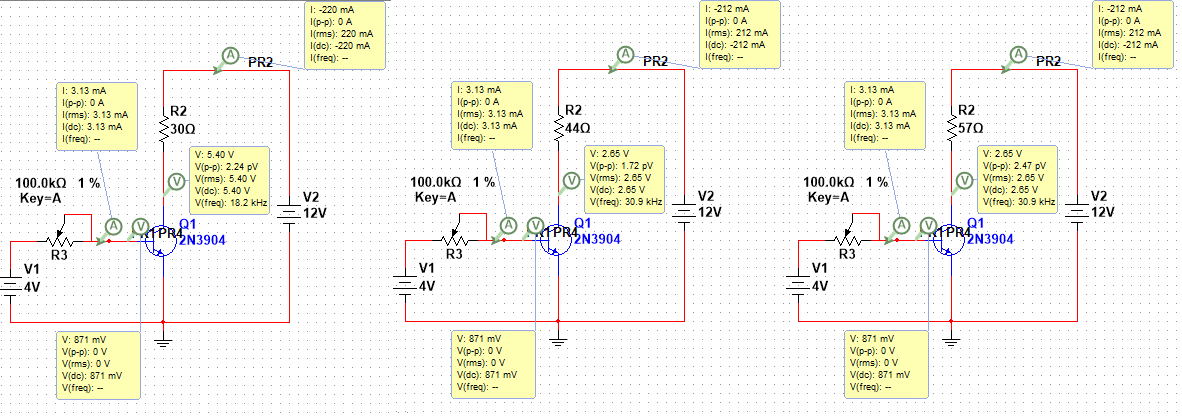 I: -220 mA
I(p-p): 0 A
I(rms): 220 mA
I(dc): -220 mA
I(freq): --
PR2
I: 3.13 mA
I(p-p): 0 A
I(rms): 3.13 mA
I(dc): 3.13 mA
I(freq): --
R2
30Ω
V: 5.40 V
V(p-p): 2.24 pV
V(rms): 5.40 V
V(dc): 5.40 V
V(freq): 18.2 kHz
100.0kΩ 1 %
Key=A
V2
12V
Q1
PR4
2N3904
R3
V1
4V
V: 871 mV
V(p-p): 0 V
V(rms): 0 V
V(dc): 871 mV
V(freq): --
I: -212 mA
I(p-p): 0 A
I(rms): 212 mA
I(dc): -212 mA
I(freq): --
PR2
I: 3.13 mA
I(p-p): 0 A
I(rms): 3.13 mA
I(dc): 3.13 mA
I(freq): --
R2
44Ω
V: 2.65 V
V(p-p): 1.72 pV
V(rms): 2.65 V
V(dc): 2.65 V
V(freq): 30.9 kHz
100.0kΩ 1 %
Key=A
V2
12V
Q1
PR4
2N3904
R3
V1
4V
V: 871 mV
V(p-p): 0 V
V(rms): 0 V
V(dc): 871 mV
V(freq): --
I: -212 mA
I(p-p): 0 A
I(rms): 212 mA
I(dc): -212 mA
I(freq): --
PR2
I: 3.13 mA
I(p-p): 0 A
I(rms): 3.13 mA
I(dc): 3.13 mA
I(freq): --
R2
57Ω
V: 2.65 V
V(p-p): 2.47 pV
V(rms): 2.65 V
V(dc): 2.65 V
V(freq): 30.9 kHz
100.0kΩ 1 %
Key=A
V2
12V
Q1
PR4
2N3904
R3
V1
4V
V: 871 mV
V(p-p): 0 V
V(rms): 0 V
V(dc): 871 mV
V(freq): --